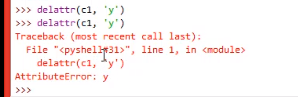 >>> delattr(c1, 'y')
>>> delattr(c1, 'y')
Traceback (most recent call last):
  File "<pyshell#31>", line 1, in <module>
    delattr(c1, 'y')
AttributeError: y
>>>